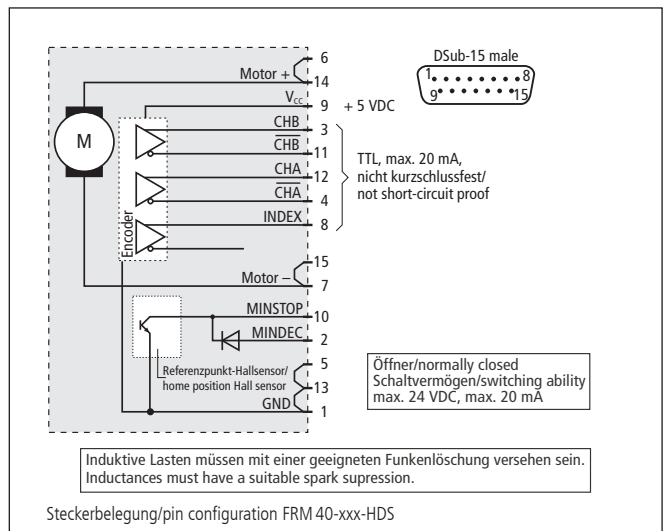 6
Motor +
14
DSub-15 male
1
8
9
15
Vcc
9
+ 5 VDC
CHB
3
M
CHB
11
CHA
12
CHA
4
INDEX
8
TTL, max. 20 mA,
nicht kurzschlussfest/
not short-circuit proof
Encoder
15
Motor –
7
MINSTOP
10
MINDEC
2
Referenzpunkt-Hallsensor/
home position Hall sensor
5
13
GND
1
Öffner/normally closed
Schaltvermögen/switching ability
max. 24 VDC, max. 20 mA
Induktive Lasten müssen mit einer geeigneten Funkenlöschung versehen sein.
Inductances must have a suitable spark supression.
Steckerbelegung/pin configuration FRM 40-xxx-HDS